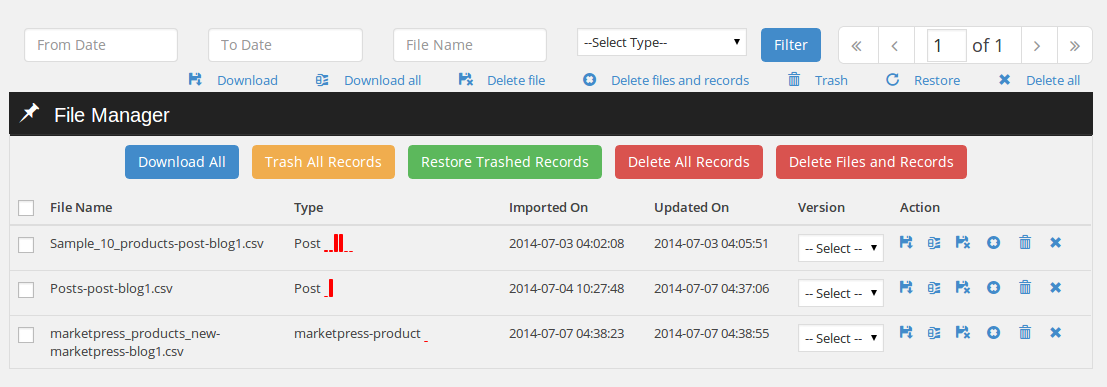 From Date To Date File Name --Select Type-- Filter 1 of 1
Download Download all Delete file Delete files and records Trash Restore Delete all
File Manager
Download All Trash All Records Restore Trashed Records Delete All Records Delete Files and Records
File Name Type Imported On Updated On Version Action
Sample_10_products-post-blog1.csv Post 2014-07-03 04:02:08 2014-07-03 04:05:51 -- Select --
Posts-post-blog1.csv Post 2014-07-04 10:27:48 2014-07-07 04:37:06 -- Select --
marketpress_products_new- marketpress-product 2014-07-07 04:38:23 2014-07-07 04:38:55 -- Select --
marketpress-blog1.csv